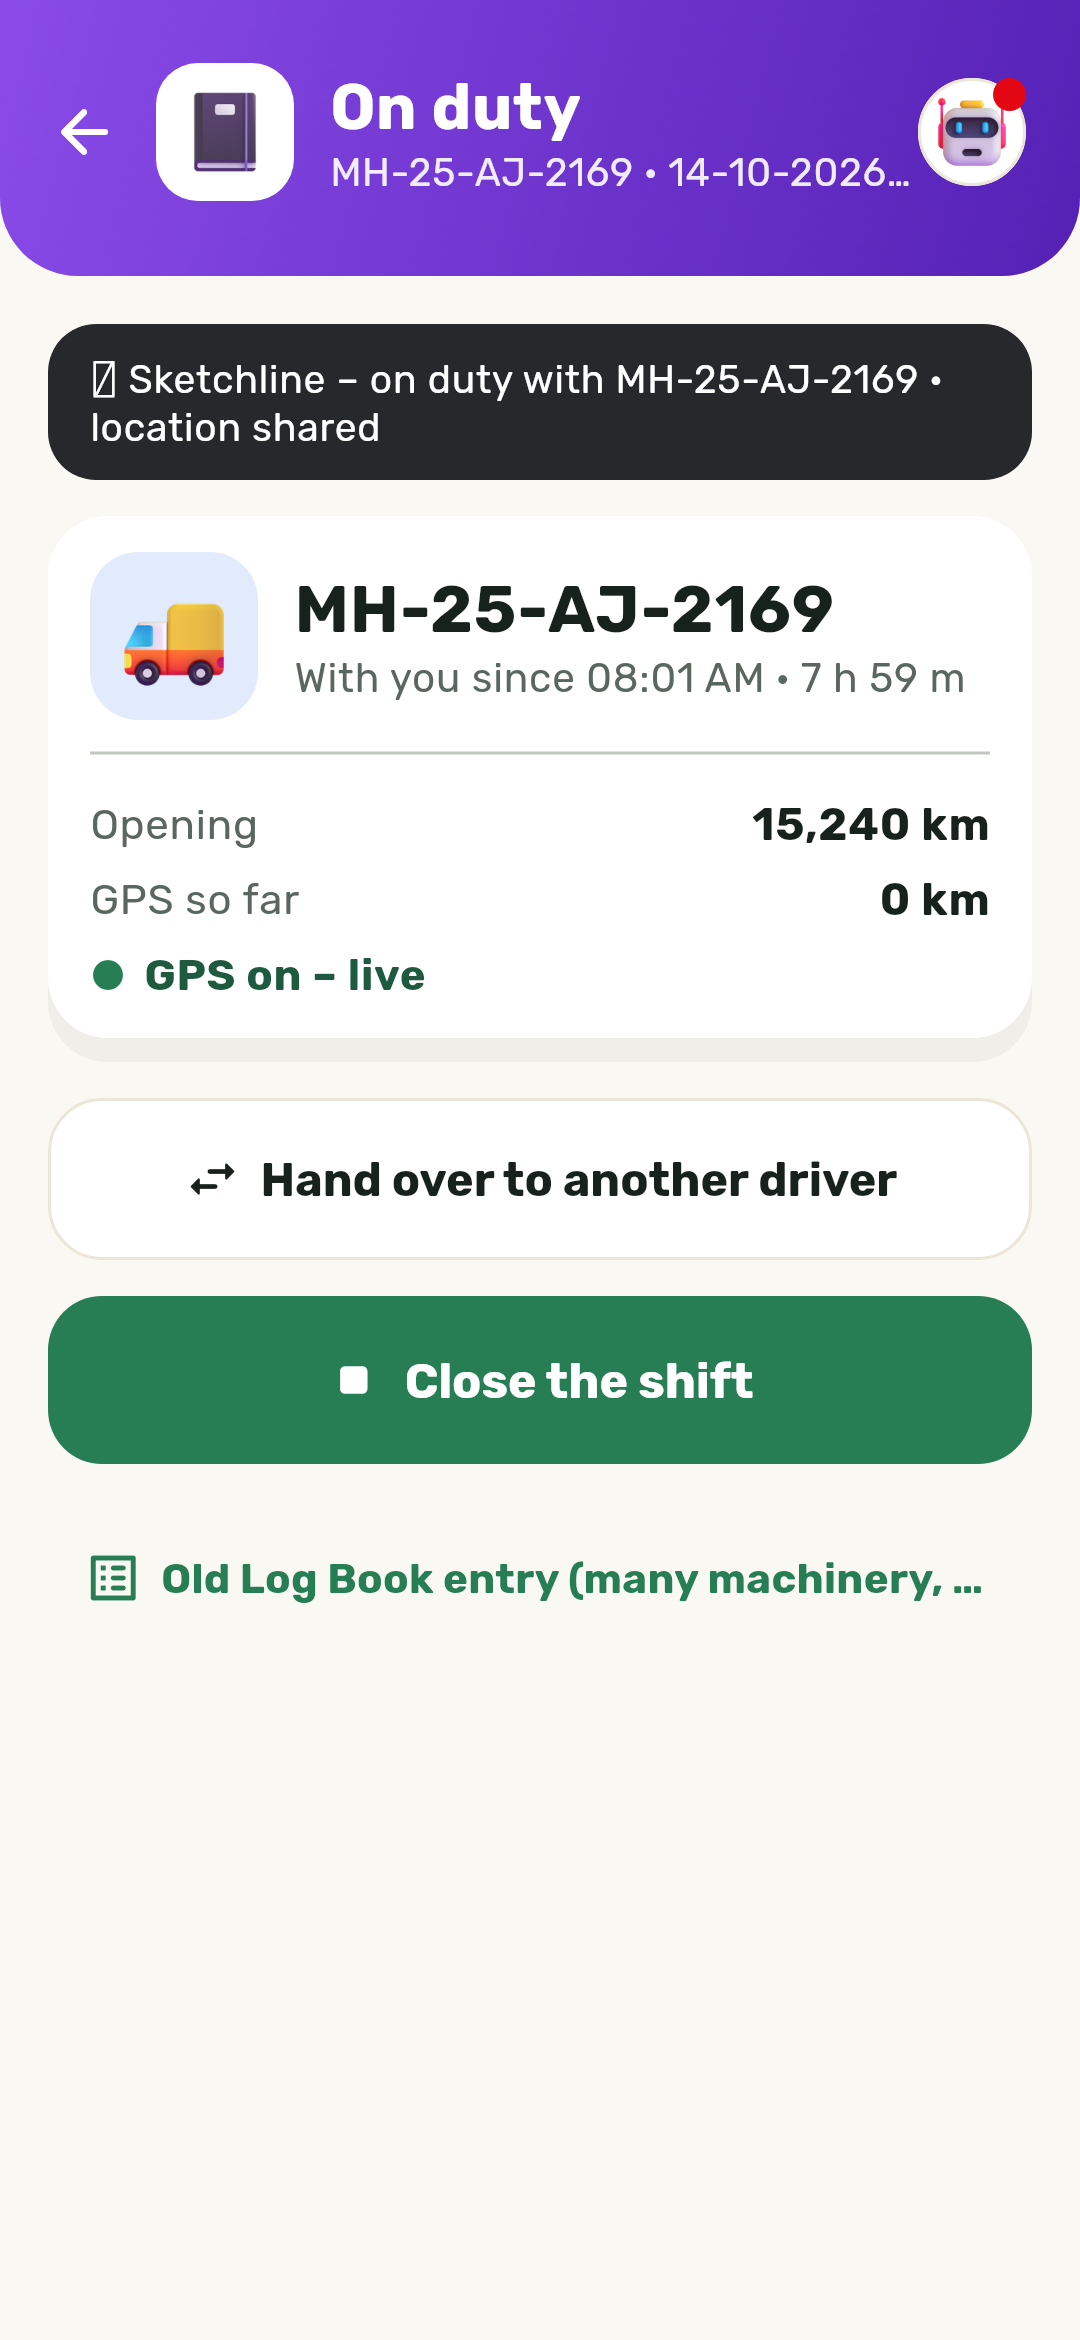 On duty
MH-25-AJ-2169 • 14-10-2026...
Sketchline – on duty with MH-25-AJ-2169 •
location shared
MH-25-AJ-2169
With you since 08:01 AM • 7 h 59 m
Opening
15,240 km
GPS so far
0 km
GPS on – live
Hand over to another driver
Close the shift
Old Log Book entry (many machinery, ...